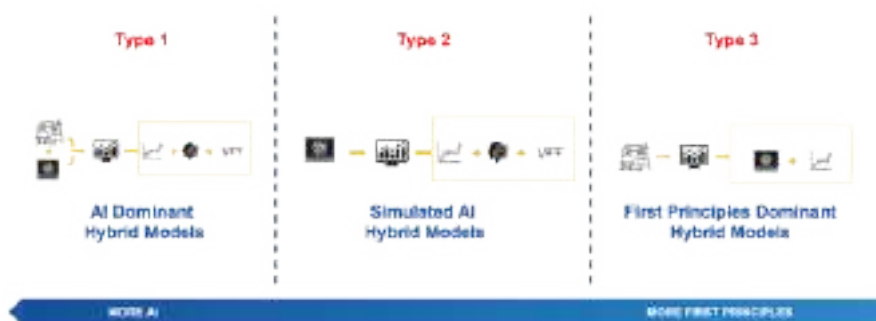 Type 1
Type 2
Type 3
AI Dominant
Hybrid Models
Simulated AI
Hybrid Models
First Principles Dominant
Hybrid Models
MORE AI
MORE FIRST PRINCIPLES